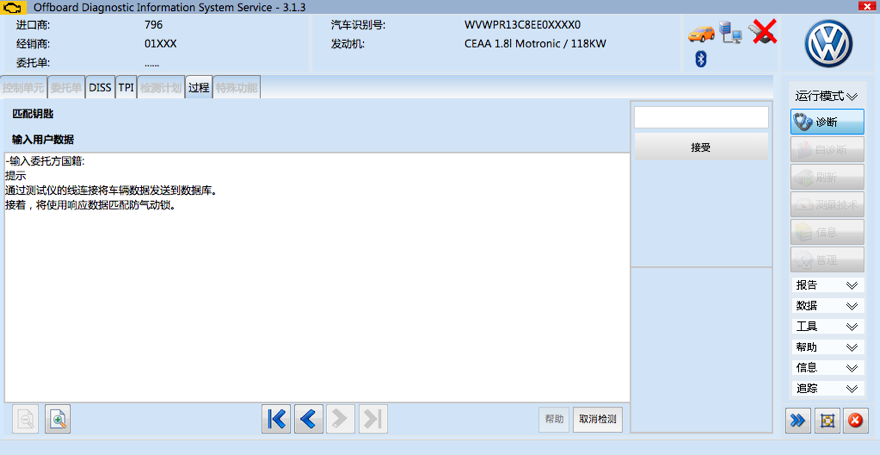 Offboard Diagnostic Information System Service - 3.1.3
进口商: 796 汽车识别号: WVWPR13C8EE0XXXX0
经销商: 01XXX 发动机: CEAA 1.8l Motronic / 118KW
委托单: ......
控制单元 委托单 DISS TPI 检测计划 过程 特殊功能
运行模式
匹配钥匙
诊断
输入用户数据
接受
自诊断
-输入委托方国籍:
提示
刷新
通过测试仪的线连接将车辆数据发送到数据库。
接着，将使用响应数据匹配防气动锁。
测量技术
信息
管理
报告
数据
工具
帮助
信息
追踪
帮助 取消检测